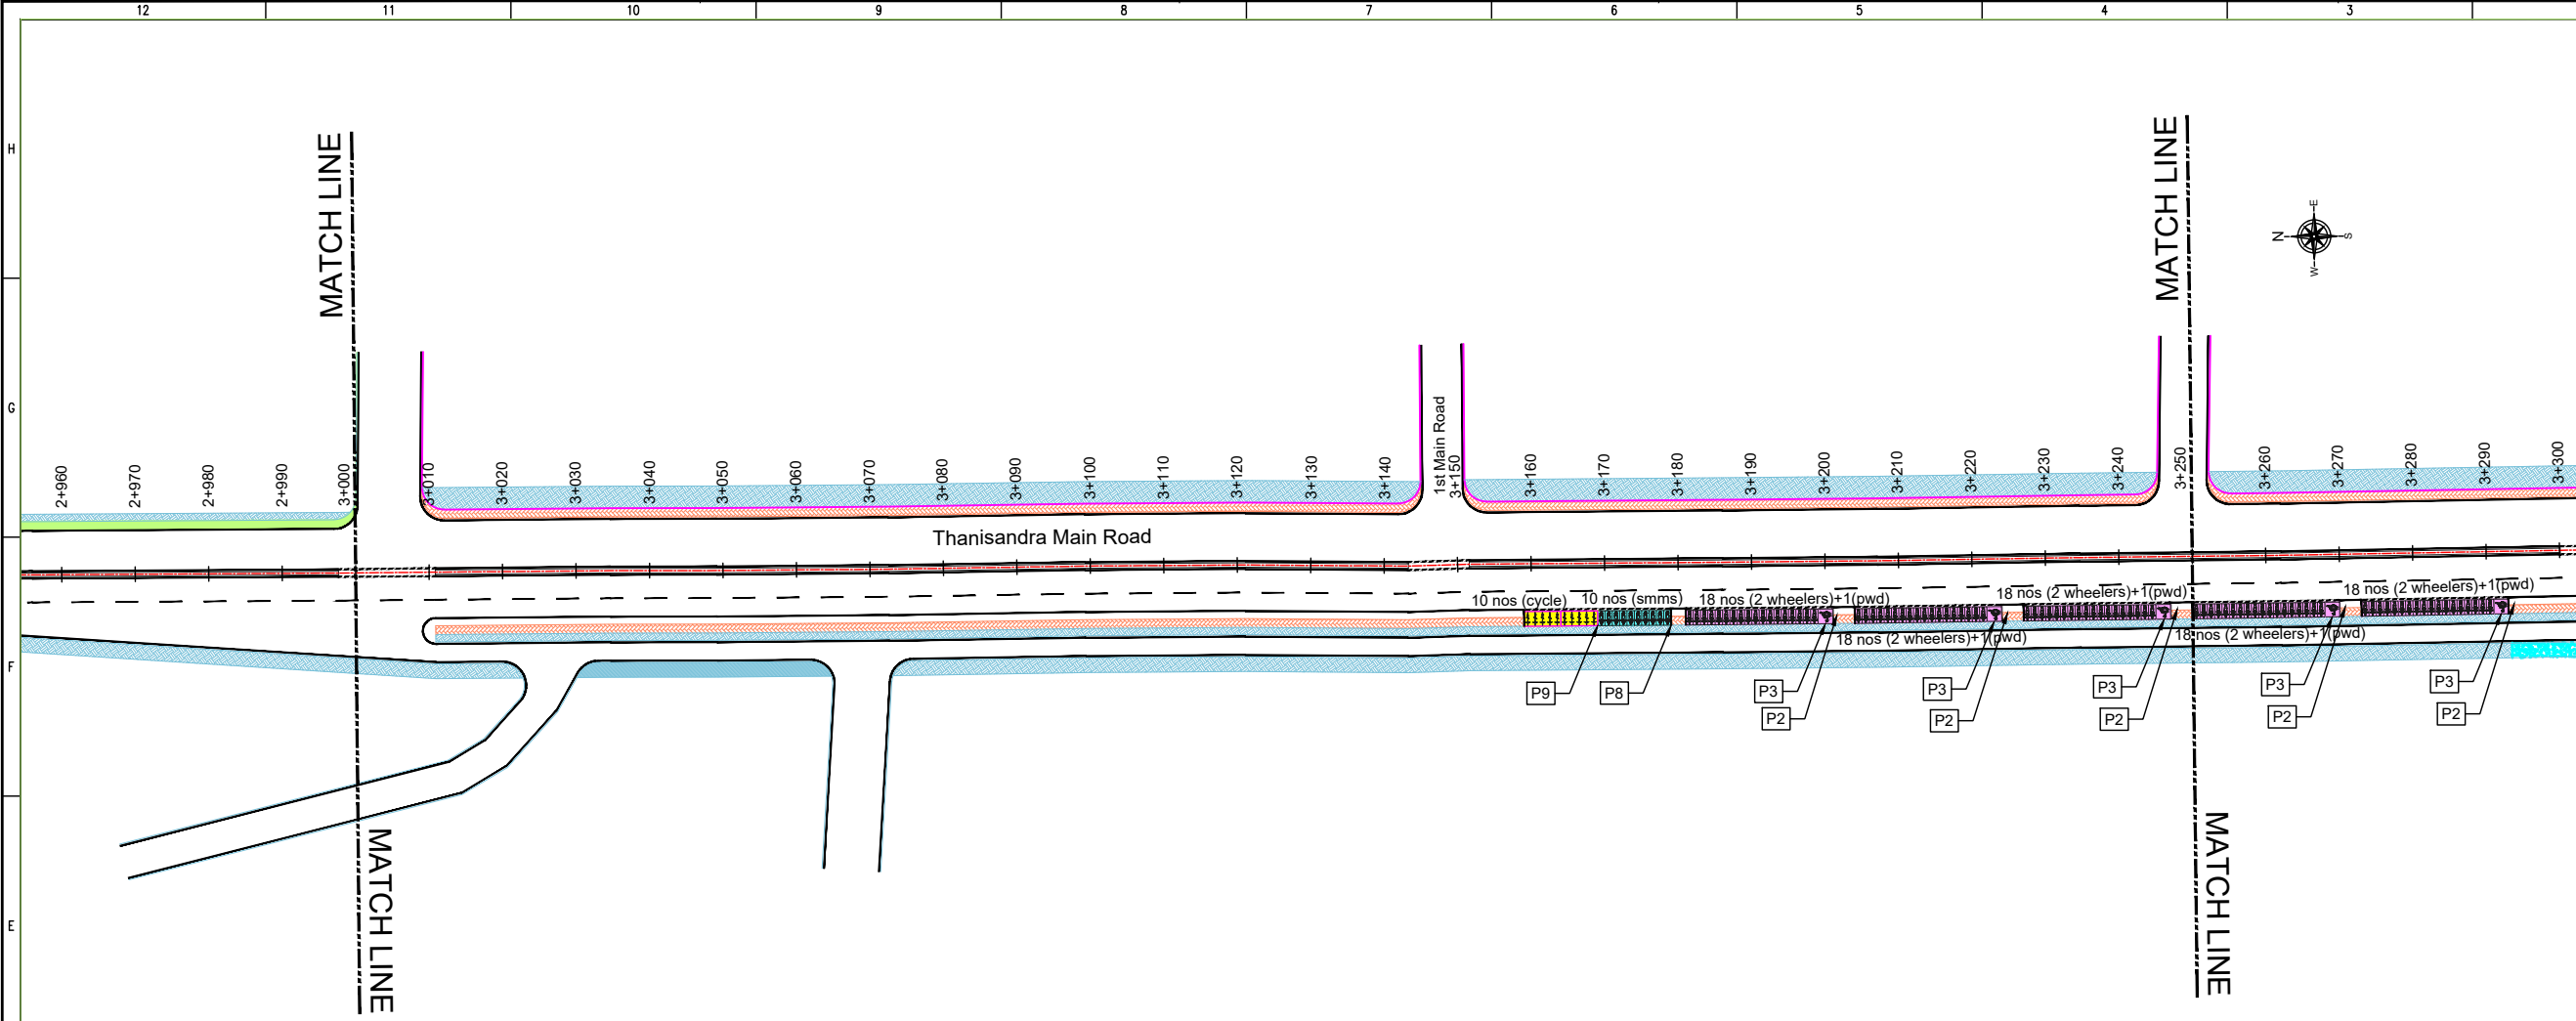 12 11 10 9 8 7 6 5 4 3
H
G
F
E
MATCH LINE
MATCH LINE
E
N
S
W
1st Main Road
2+960 2+970 2+980 2+990 3+000 3+010 3+020 3+030 3+040 3+050 3+060 3+070 3+080 3+090 3+100 3+110 3+120 3+130 3+140 3+150 3+160 3+170 3+180 3+190 3+200 3+210 3+220 3+230 3+240 3+250 3+260 3+270 3+280 3+290 3+300
Thanisandra Main Road
10 nos (cycle)
10 nos (smms)
18 nos (2 wheelers)+1(pwd)
18 nos (2 wheelers)+1(pwd)
18 nos (2 wheelers)+1(pwd)
18 nos (2 wheelers)+1(pwd)
18 nos (2 wheelers)+1(pwd)
P9 P8 P3 P3 P3 P3 P3
P2 P2 P2 P2 P2
MATCH LINE
MATCH LINE